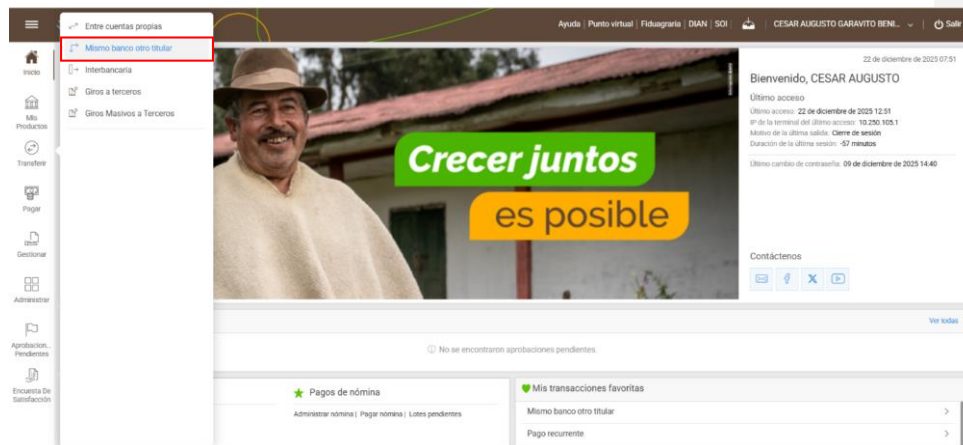 Ayuda | Punto virtual | Fiduagraria | DIAN | SOI
CESAR AUGUSTO GARAVITO BENI...
Salir
Inicio
Mis
Productos
Transferir
Pagar
Gestionar
Administrar
Aprobacion...
Pendientes
Encuesta De
Satisfacción
Entre cuentas propias
Mismo banco otro titular
Interbancaria
Giros a terceros
Giros Masivos a Terceros
Crecer juntos
es posible
22 de diciembre de 2025 07:51
Bienvenido, CESAR AUGUSTO
Último acceso
Último acceso: 22 de diciembre de 2025 12:51
Iº de la terminal del último acceso: 10.250.105.1
Motivo de la última salida: Cierre de sesión
Duración de la última sesión: -57 minutos
Último cambio de contraseña: 09 de diciembre de 2025 14:40
Contáctenos
Ver todas
No se encontraron aprobaciones pendientes.
Pagos de nómina
Administrar nómina | Pagar nómina | Lotes pendientes
Mis transacciones favoritas
Mismo banco otro titular
Pago recurrente